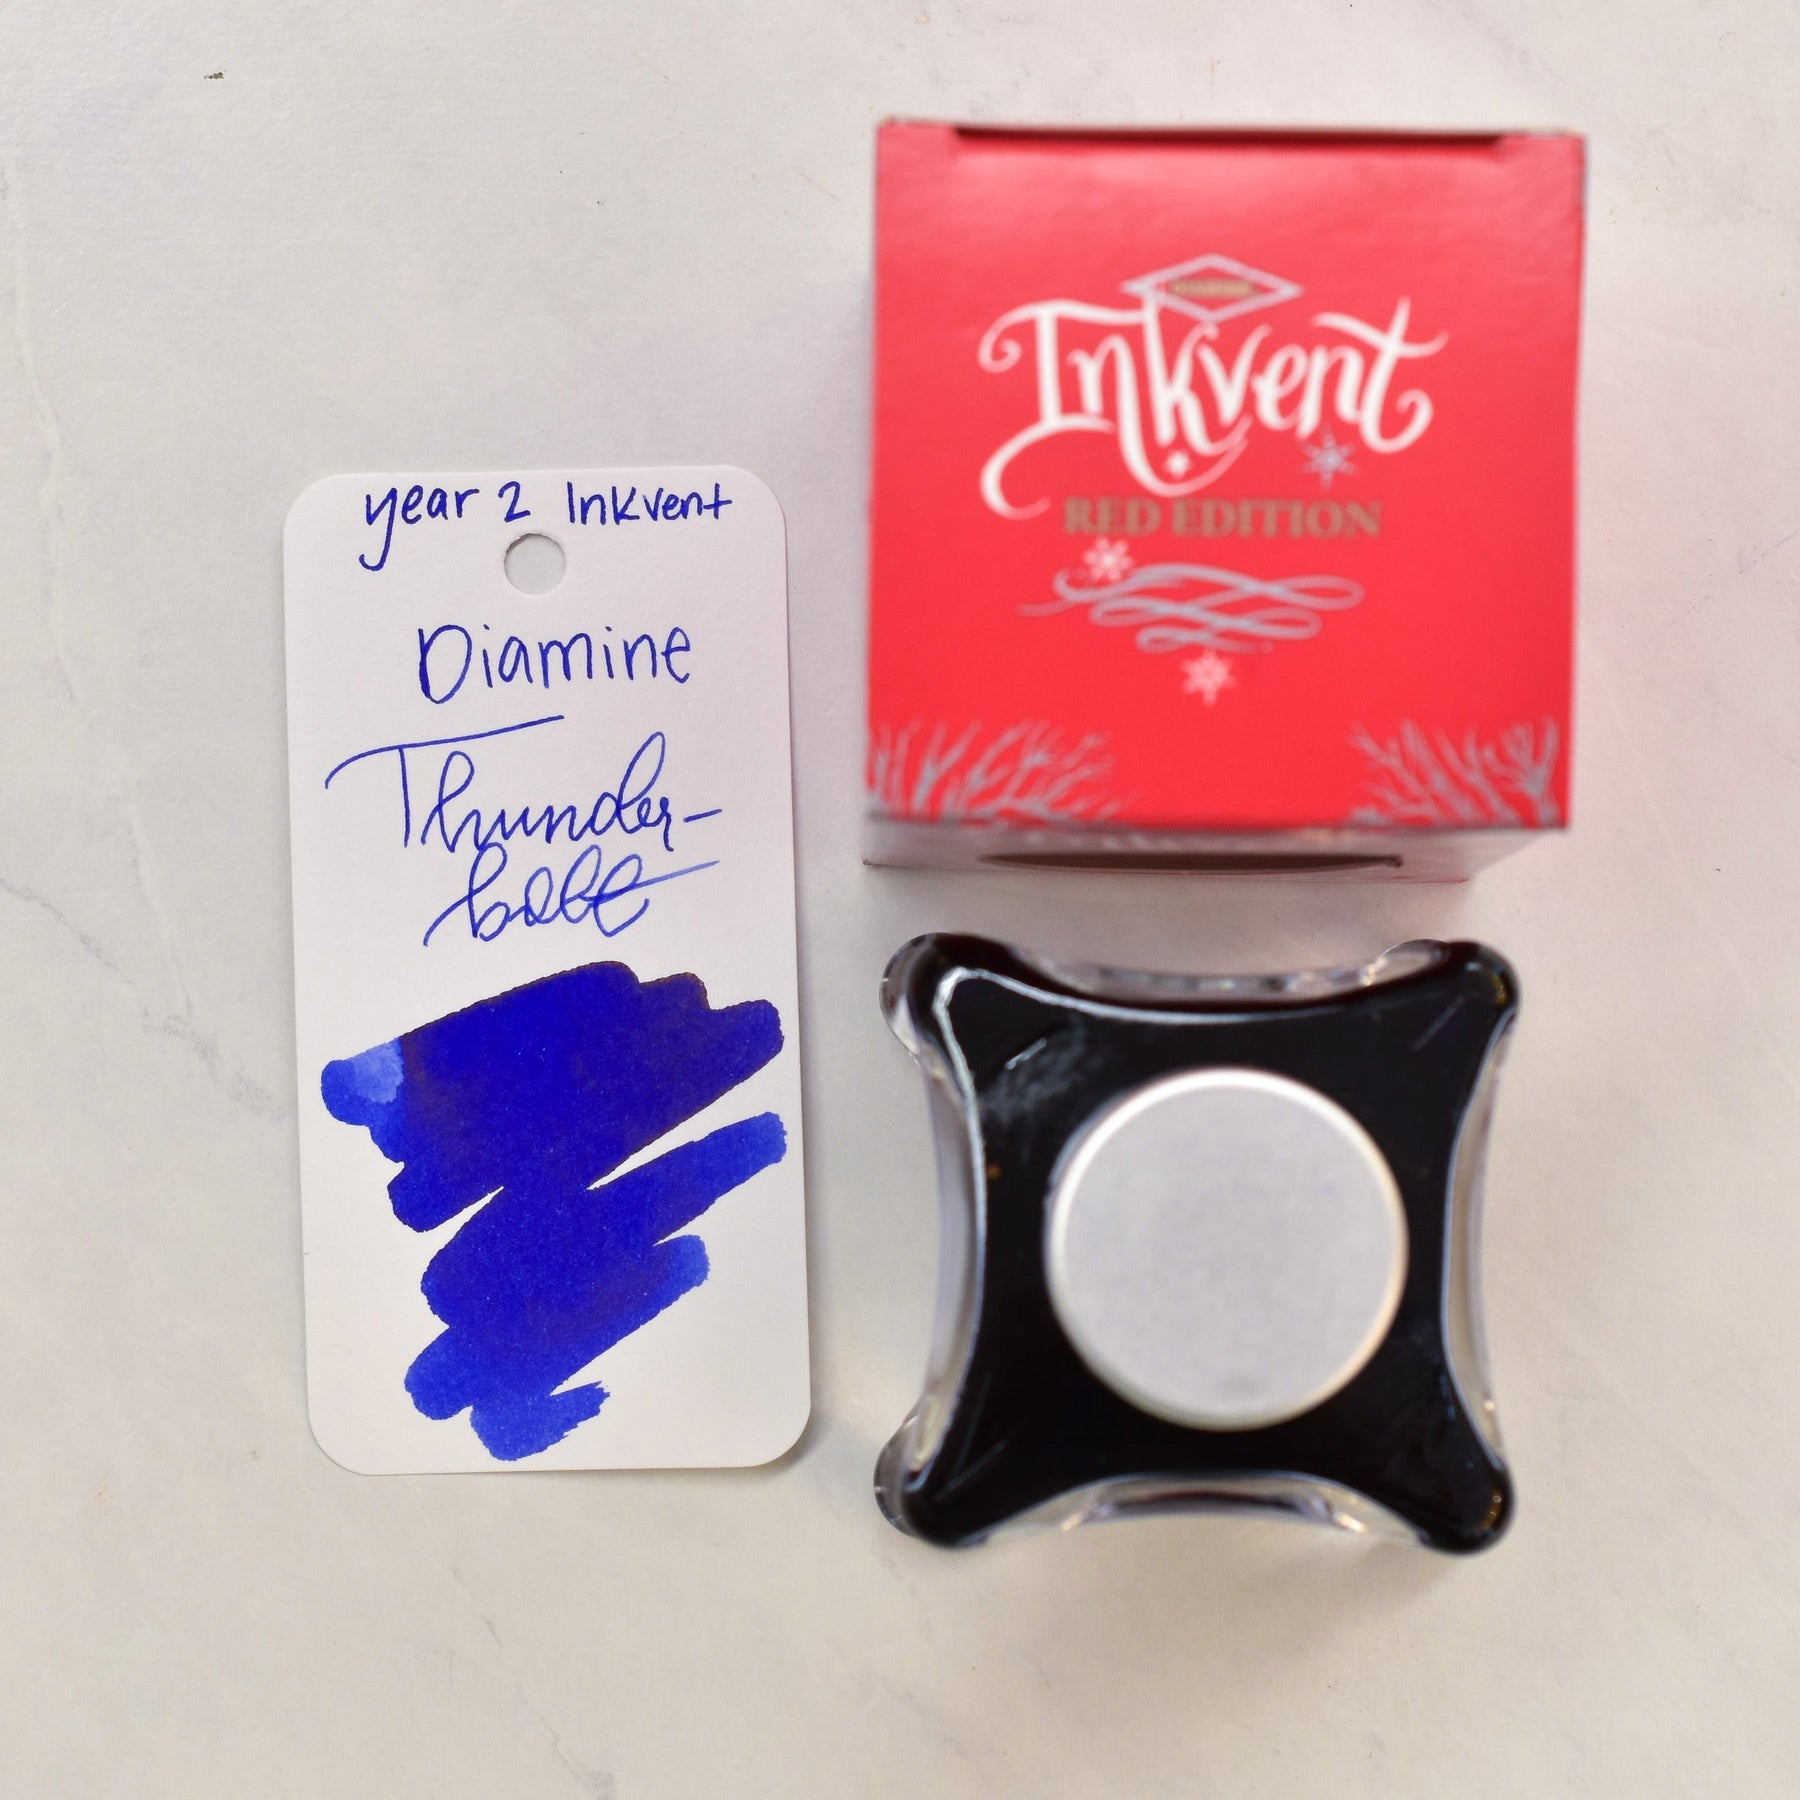 year 2 Inkvent
Diamine
Thunder-
bolt
Inkvent
RED EDITION